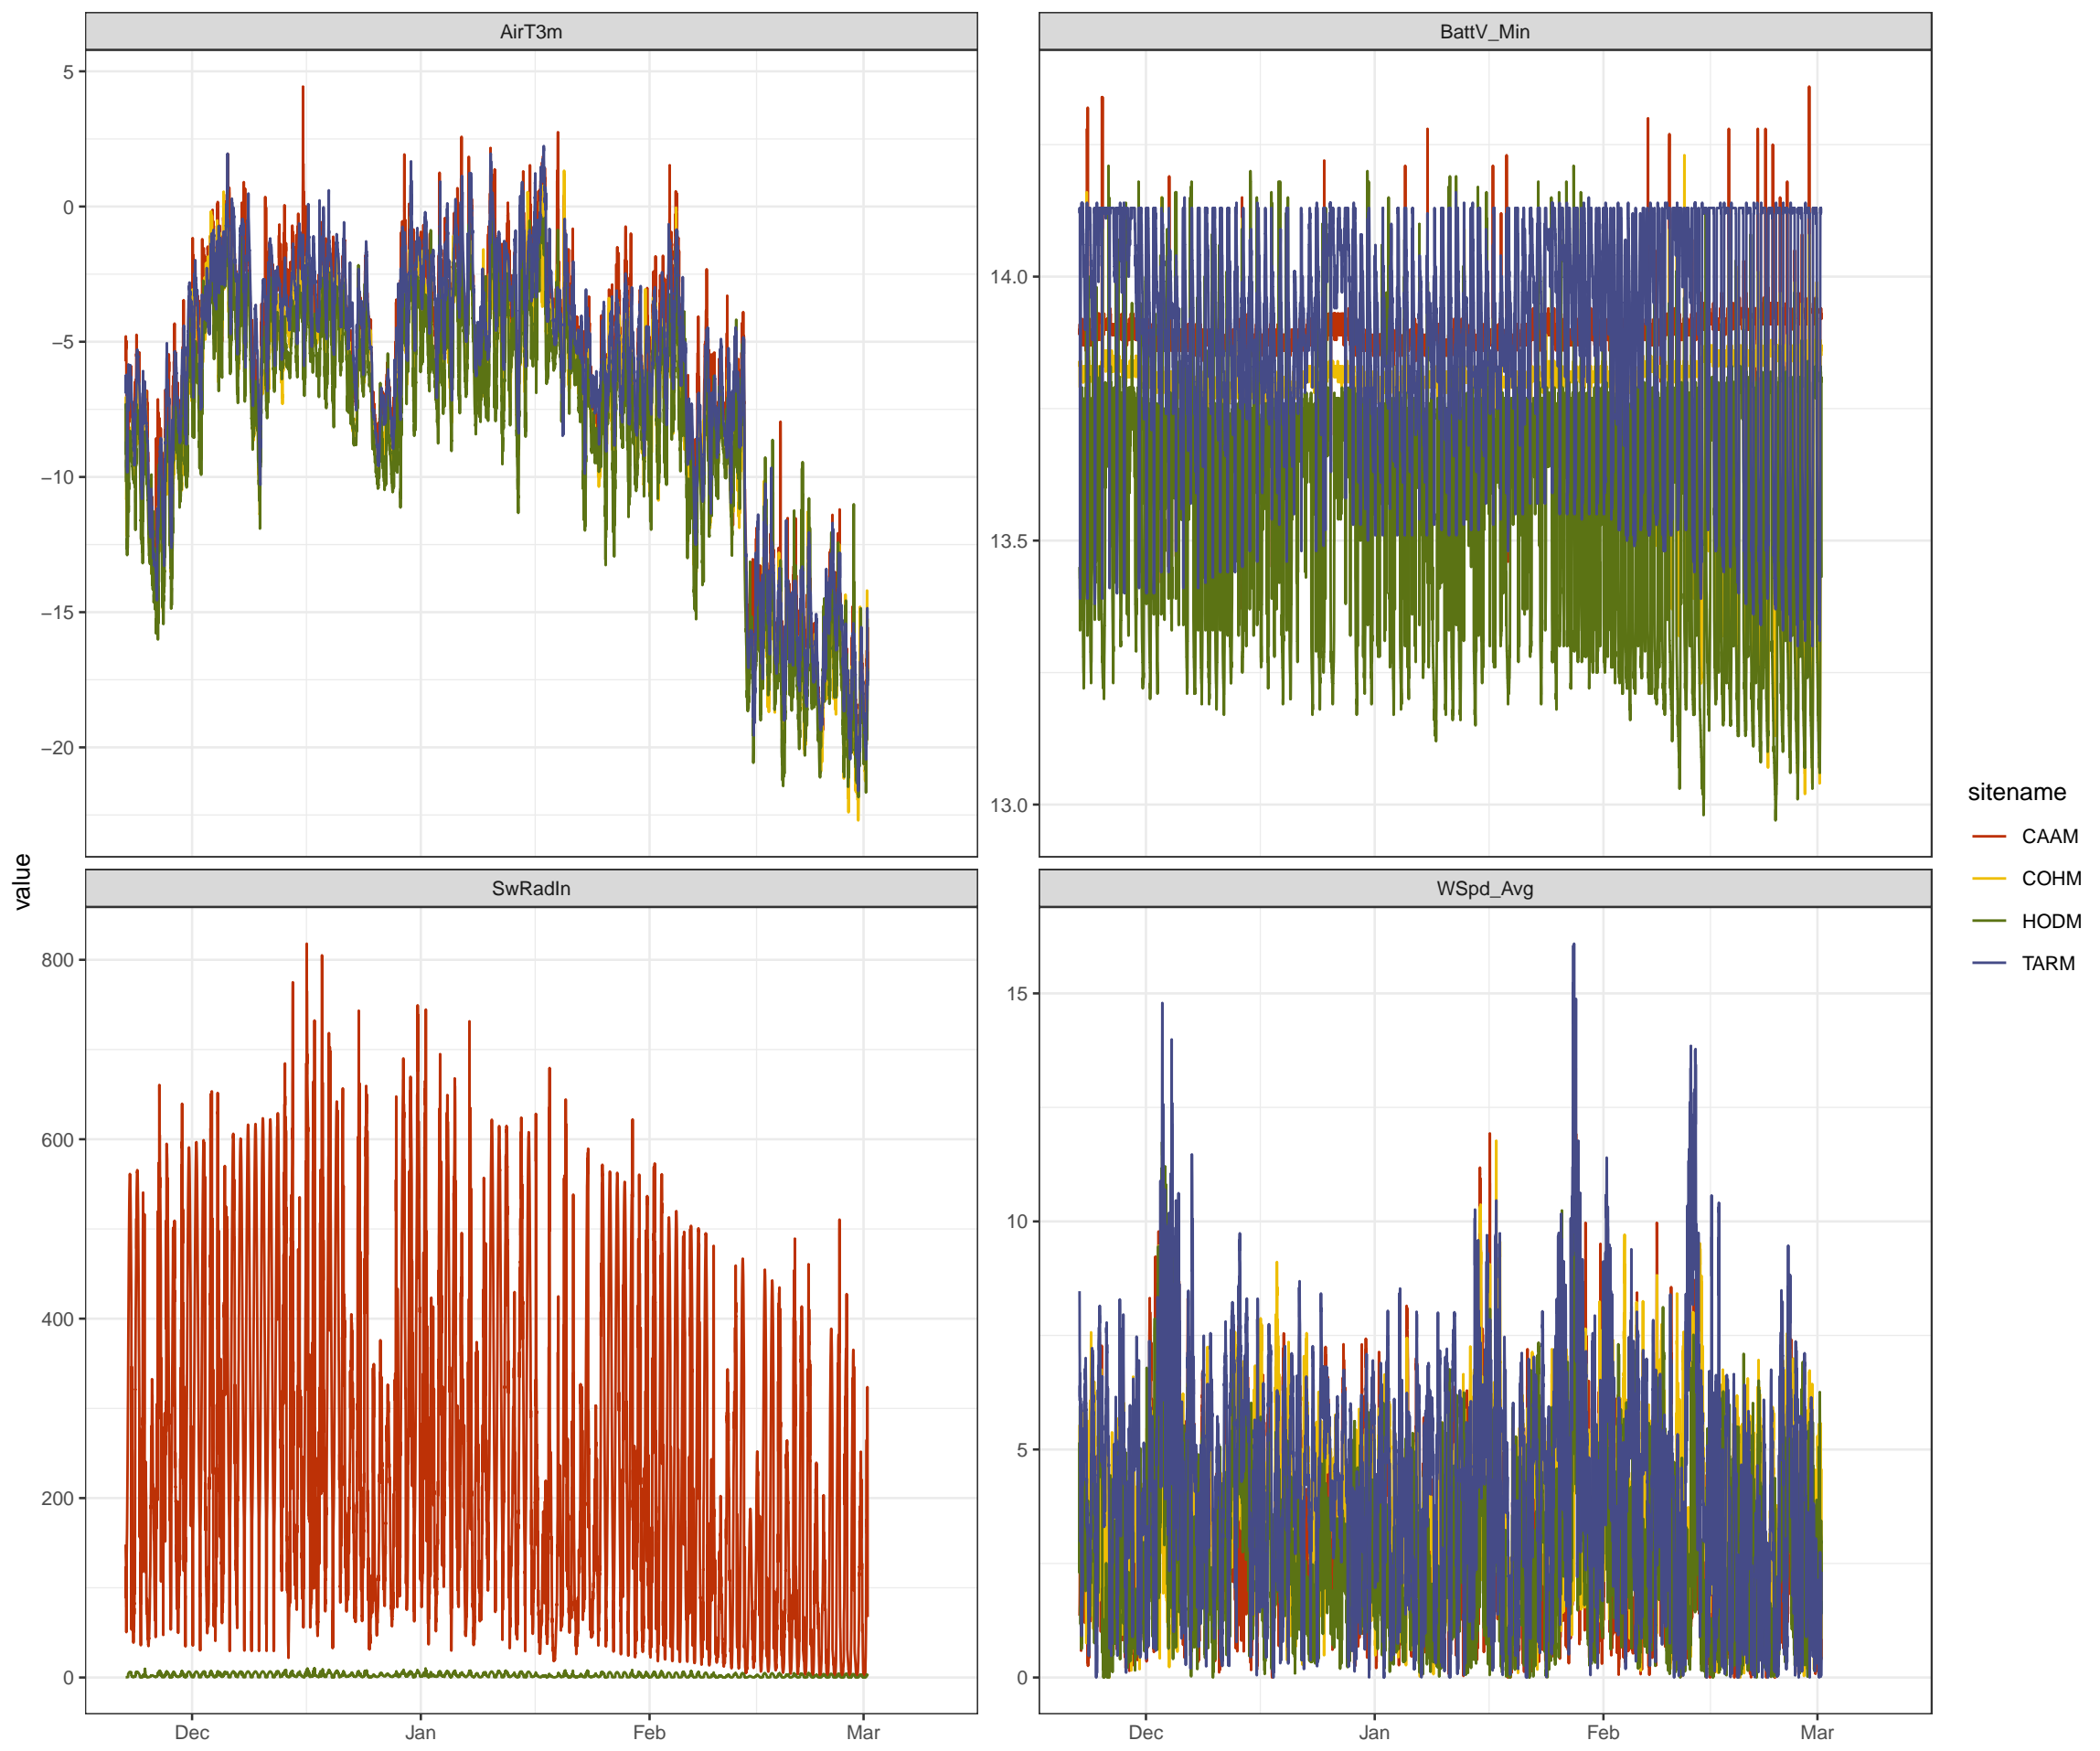 AirT3m
BattV_Min
5
0
−5
−10
−15
−20
14.0
13.5
13.0
value
SwRadIn
WSpd_Avg
800
600
400
200
0
15
10
5
0
Dec
Jan
Feb
Mar
Dec
Jan
Feb
Mar
sitename
CAAM
COHM
HODM
TARM